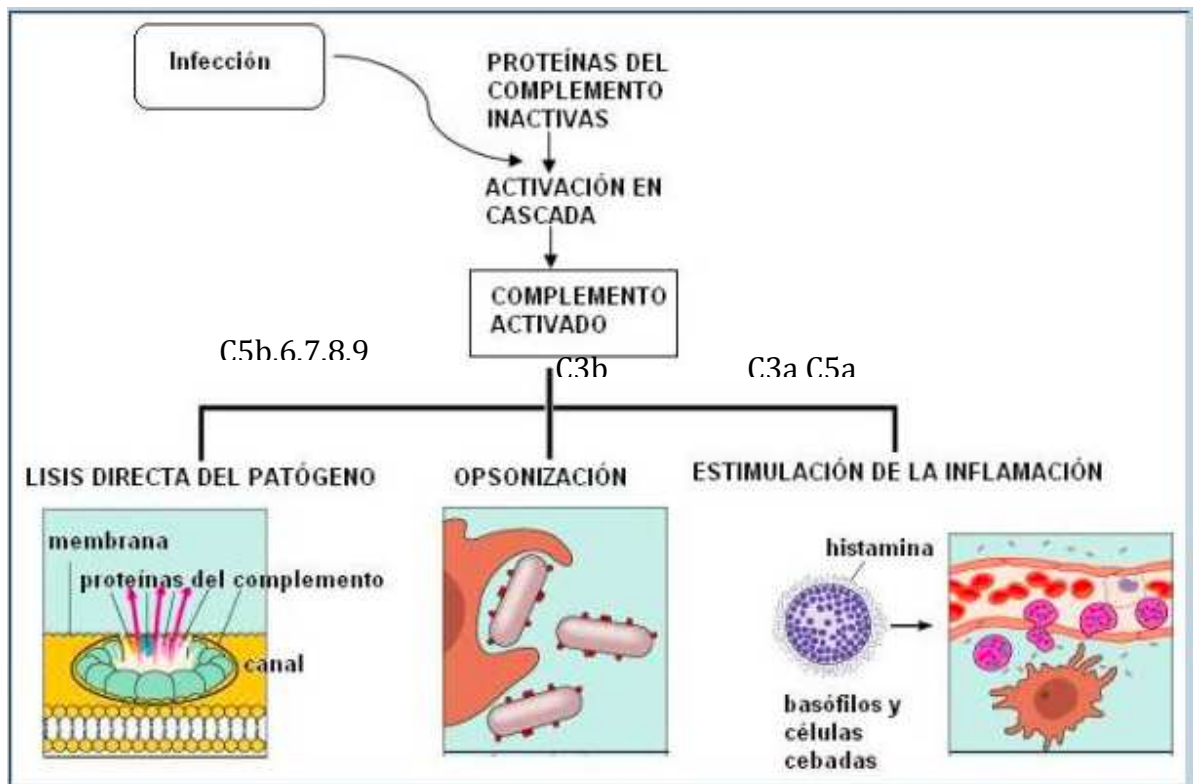 Infección
PROTEÍNAS DEL
COMPLEMENTO
INACTIVAS
ACTIVACIÓN EN
CASCADA
COMPLEMENTO
ACTIVADO
C5b,6,7,8,9
C3b
C3a C5a
LISIS DIRECTA DEL PATÓGENO
OPSONIZACIÓN
ESTIMULACIÓN DE LA INFLAMACIÓN
membrana
proteínas del complemento
canal
histamina
basófilos y
células
cebadas